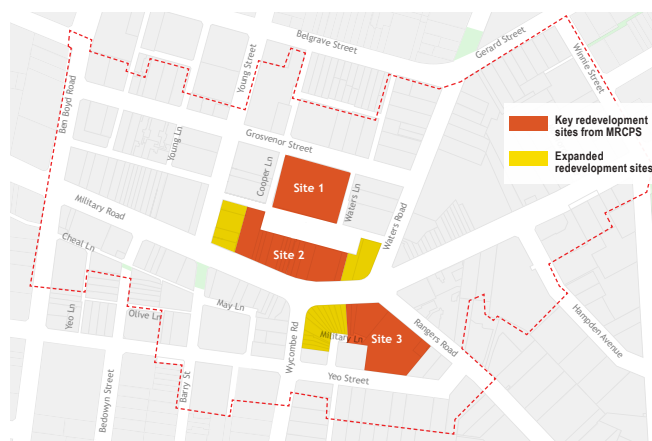 Belgrave Street
Gerard Street
Winnie Street
Young Street
Ben Boyd Road
Key redevelopment
sites from MRCPS
Expanded
redevelopment sites
Grosvenor Street
Young Ln
Cooper Ln
Site 1
Waters Ln
Military Road
Waters Road
Cheal Ln
Site 2
May Ln
Yeo Ln
Olive Ln
Wycombe Rd
Military Ln
Site 3
Rangers Road
Hampden Avenue
Yeo Street
Bedowyn Street
Barry St